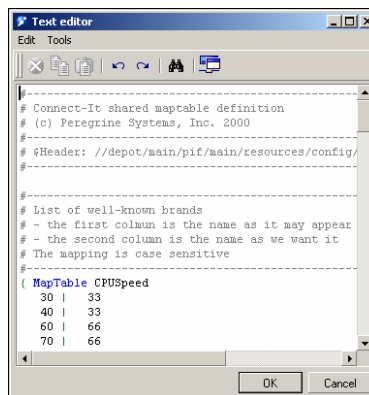 Text editor
Edit Tools
#----------------------------------------------------
# Connect-It shared maptable definition
# (c) Peregrine Systems, Inc. 2000
#----------------------------------------------------
# $Header: //depot/main/pif/main/resources/config/
#----------------------------------------------------
#----------------------------------------------------
# List of well-known brands
# - the first colmun is the name as it may appear
# - the second column is the name as we want it
# The mapping is case sensitive
#----------------------------------------------------
{ MapTable CPUSpeed
30 | 33
40 | 33
60 | 66
70 | 66
OK Cancel